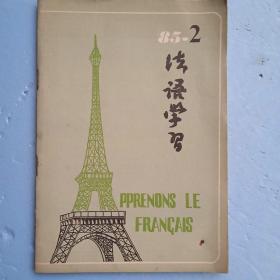 85-2
法语学习
PPRENONS LE
FRANÇAIS